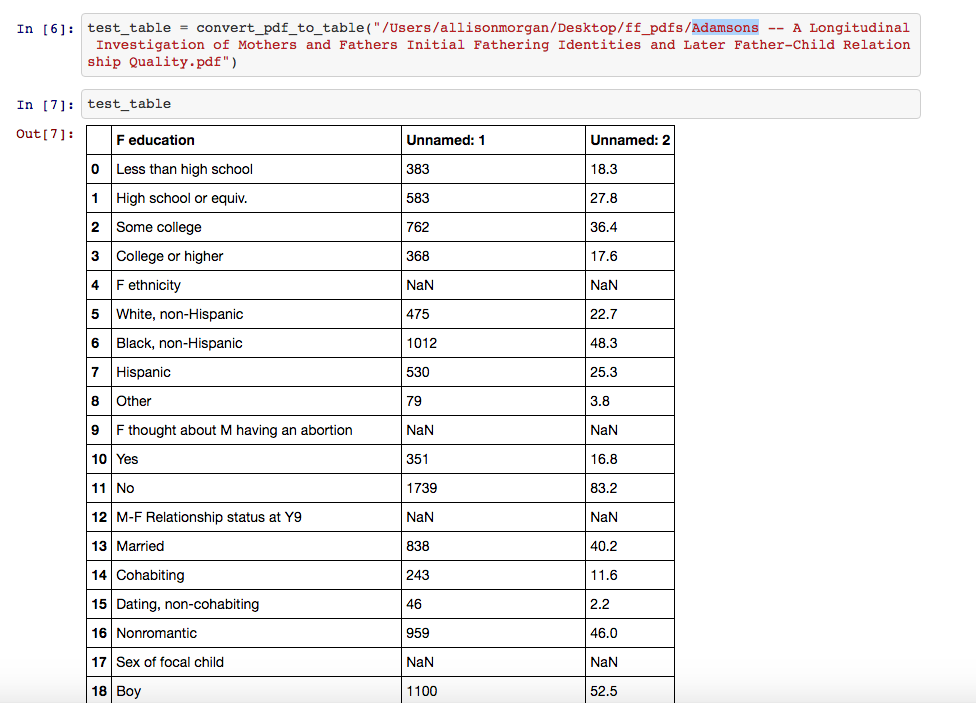 In [6]: test_table = convert_pdf_to_table("/Users/allisonmorgan/Desktop/ff_pdfs/Adamsons -- A Longitudinal
Investigation of Mothers and Fathers Initial Fathering Identities and Later Father-Child Relation
ship Quality.pdf")
In [7]: test_table
Out[7]:
F education Unnamed: 1 Unnamed: 2
0 Less than high school 383 18.3
1 High school or equiv. 583 27.8
2 Some college 762 36.4
3 College or higher 368 17.6
4 F ethnicity NaN NaN
5 White, non-Hispanic 475 22.7
6 Black, non-Hispanic 1012 48.3
7 Hispanic 530 25.3
8 Other 79 3.8
9 F thought about M having an abortion NaN NaN
10 Yes 351 16.8
11 No 1739 83.2
12 M-F Relationship status at Y9 NaN NaN
13 Married 838 40.2
14 Cohabiting 243 11.6
15 Dating, non-cohabiting 46 2.2
16 Nonromantic 959 46.0
17 Sex of focal child NaN NaN
18 Boy 1100 52.5